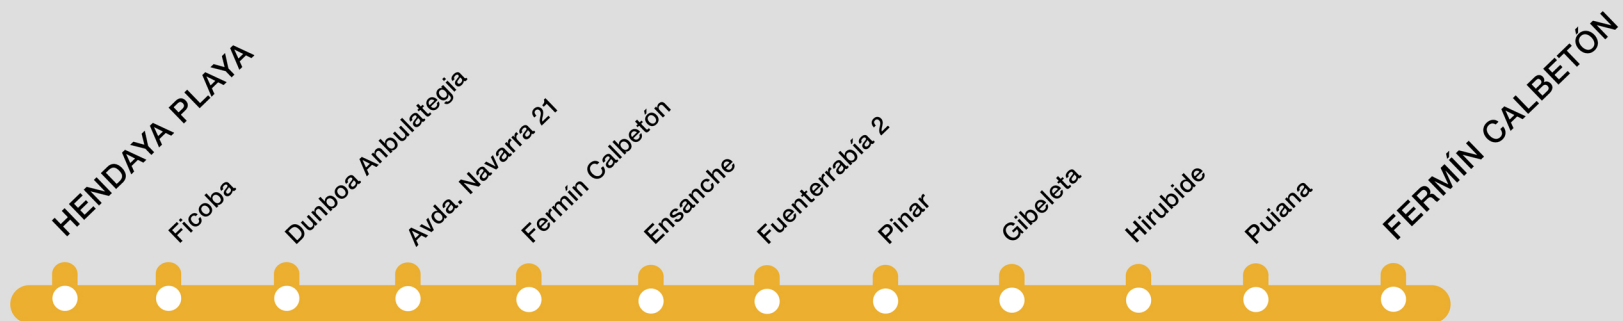 HENDAYA PLAYA
Ficoba
Dunboa Anbulategia
Avda. Navarra 21
Fermín Calbetón
Ensanche
Fuenterrabía 2
Pinar
Gibeleta
Hirubide
Puiana
FERMÍN CALBETÓN